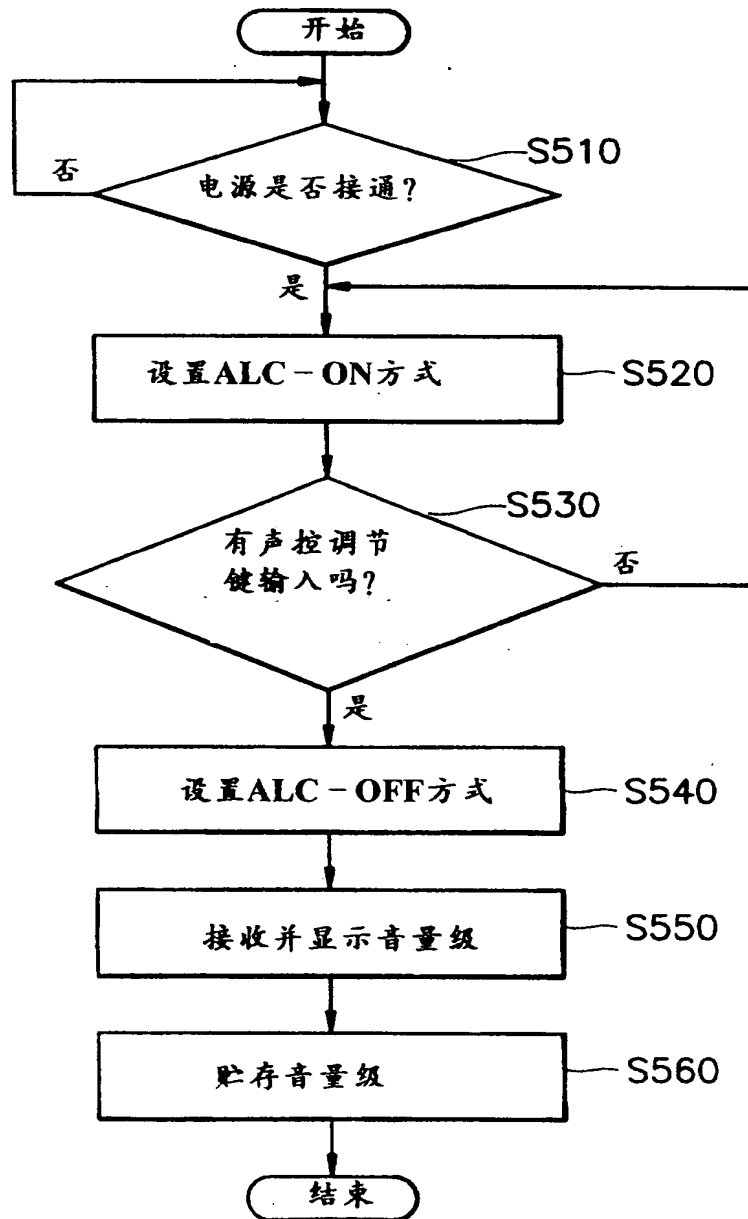 开始
S510
否
电源是否接通？
是
设置ALC－ON方式
S520
S530
有声控调节
键输入吗？
否
是
设置ALC－OFF方式
S540
接收并显示音量级
S550
贮存音量级
S560
结束